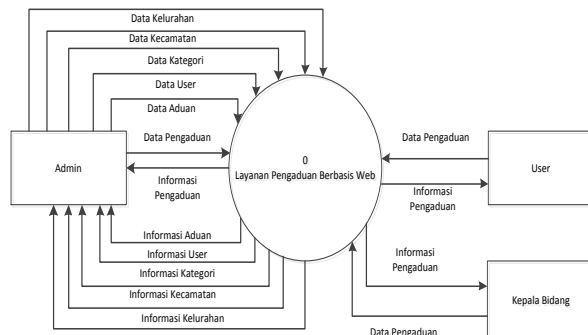 Data Kelurahan
Data Kecamatan
Data Kategori
Data User
Data Aduan
Data Pengaduan
Admin
Informasi
Pengaduan
0
Layanan Pengaduan Berbasis Web
Data Pengaduan
User
Informasi
Pengaduan
Informasi Aduan
Informasi User
Informasi Kategori
Informasi Kecamatan
Informasi Kelurahan
Informasi
Pengaduan
Kepala Bidang
Data Pengaduan